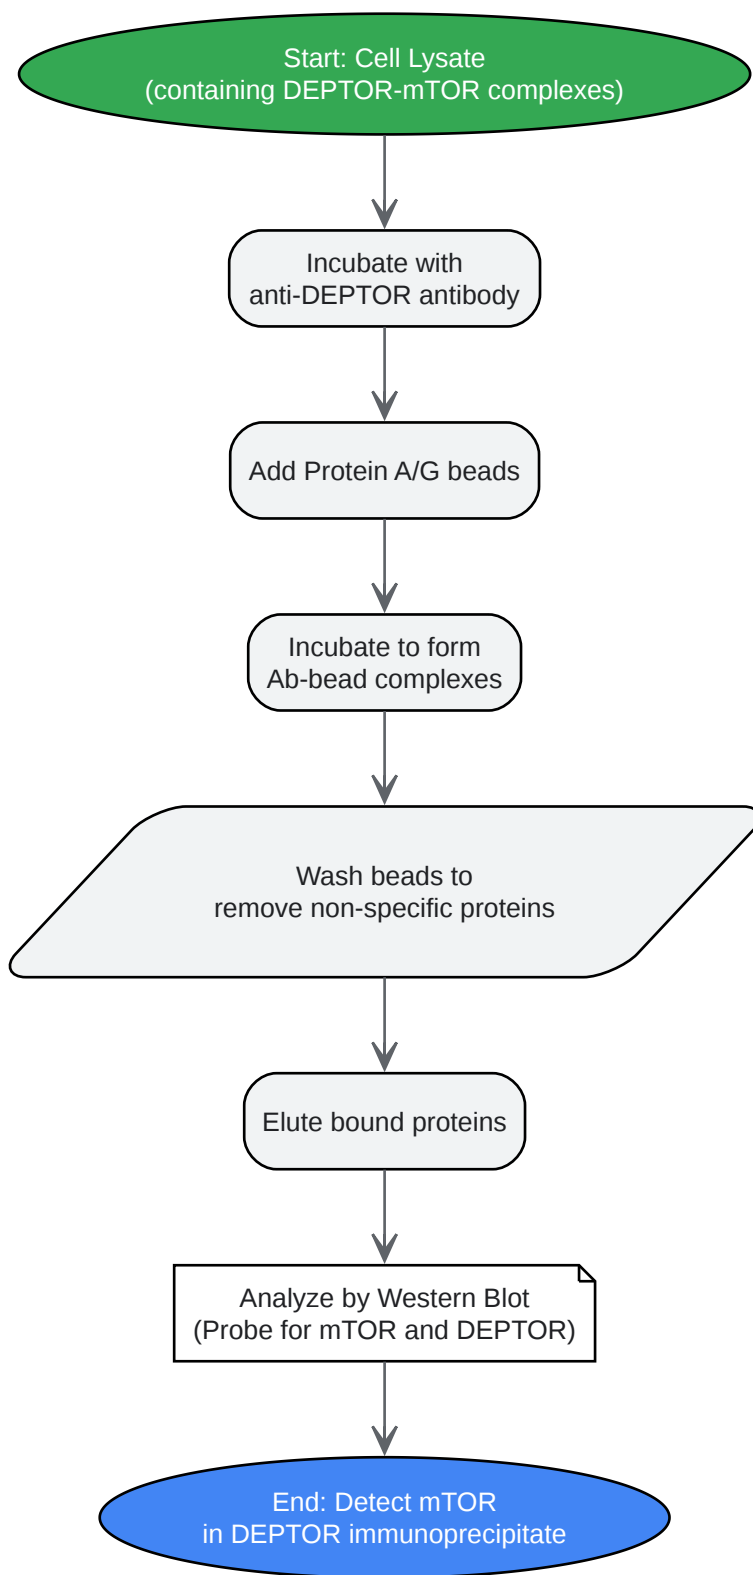 Start: Cell Lysate
(containing DEPTOR-mTOR complexes)
Incubate with
anti-DEPTOR antibody
Add Protein A/G beads
Incubate to form
Ab-bead complexes
Wash beads to
remove non-specific proteins
Elute bound proteins
Analyze by Western Blot
(Probe for mTOR and DEPTOR)
End: Detect mTOR
in DEPTOR immunoprecipitate